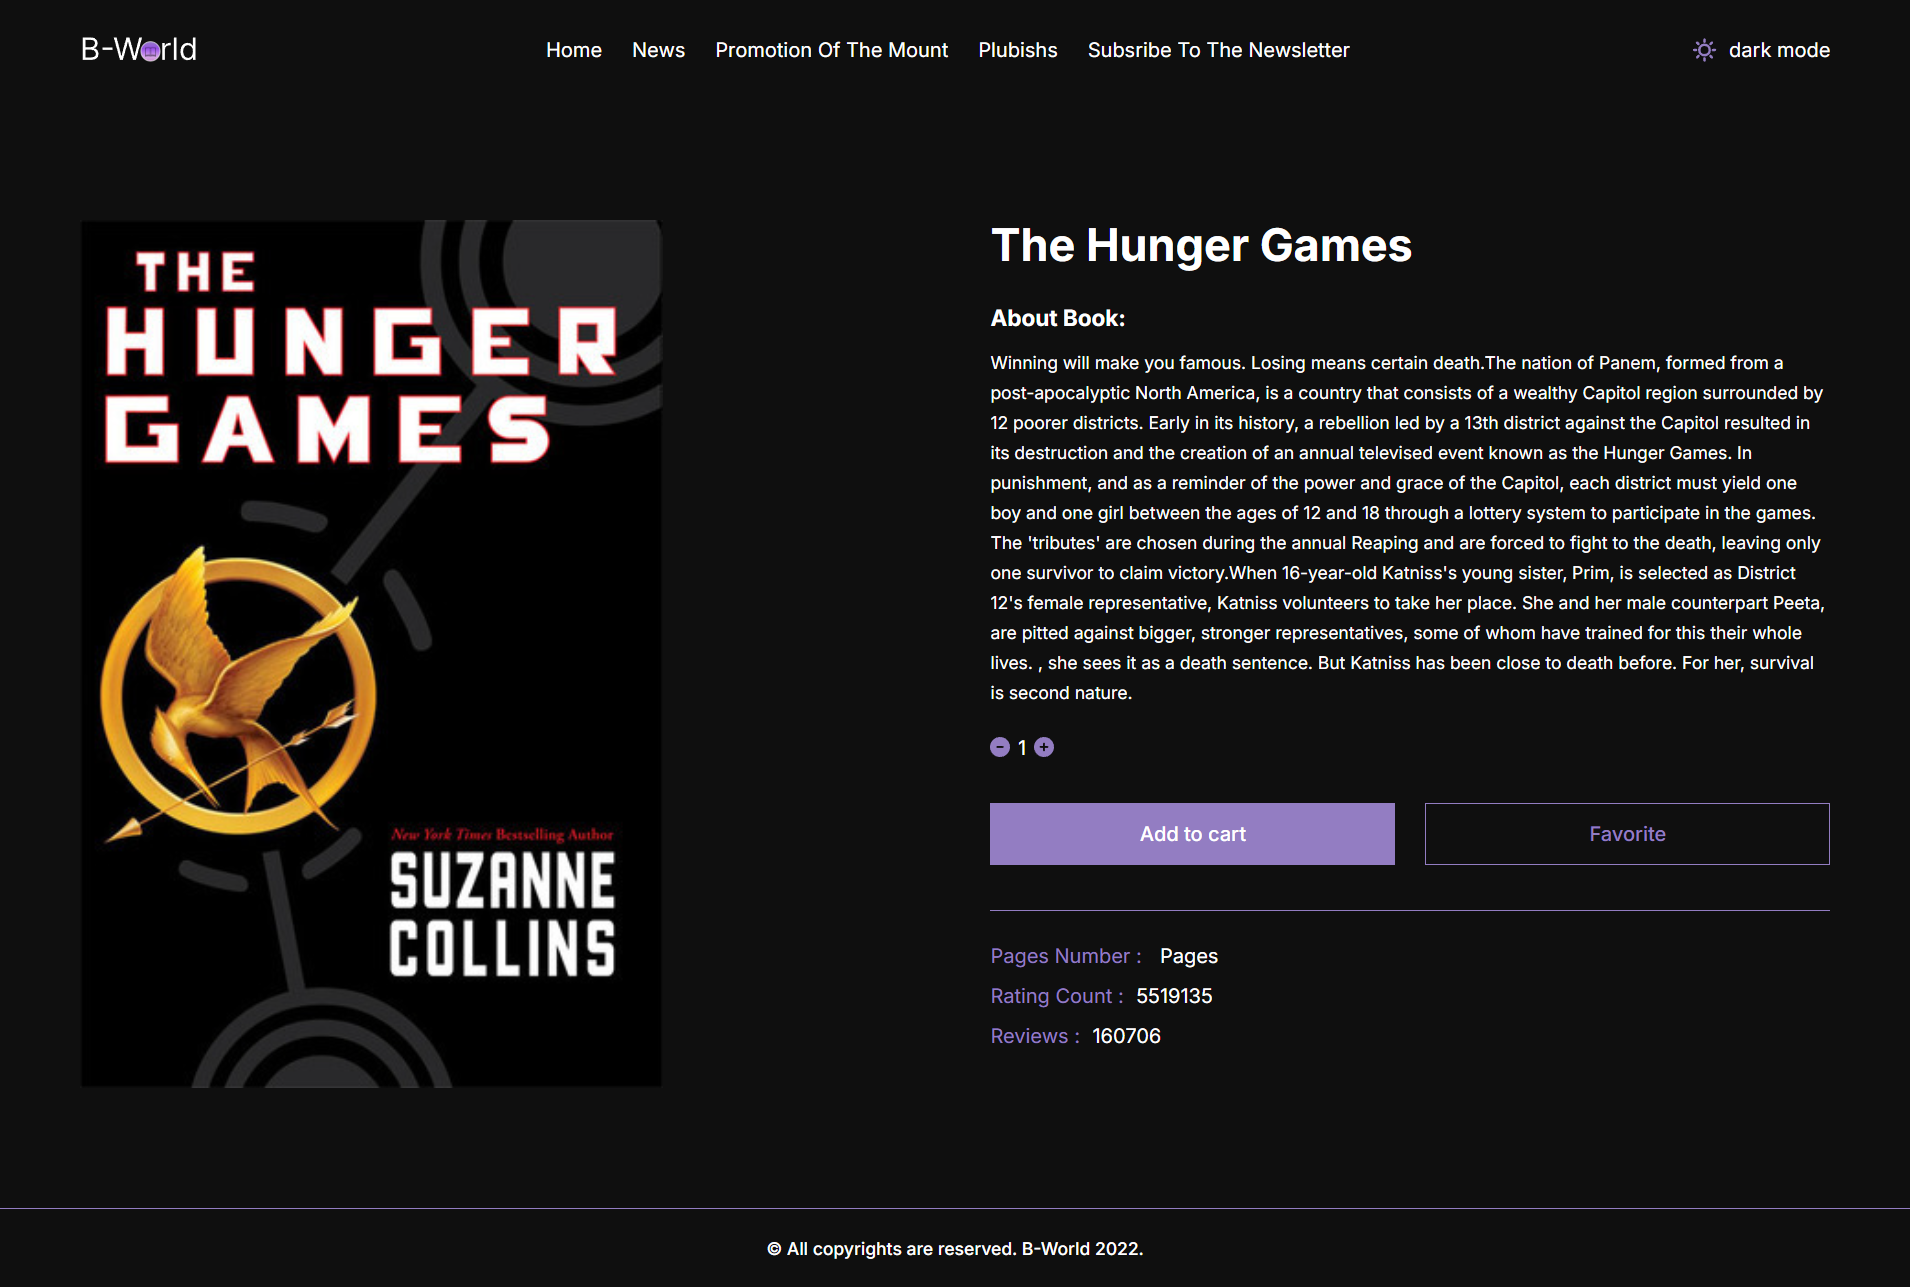 B-World
Home News Promotion Of The Mount Plubishs Subsribe To The Newsletter
dark mode
THE
HUNGER
GAMES
New York Times Bestselling Author
SUZANNE
COLLINS
The Hunger Games
About Book:
Winning will make you famous. Losing means certain death.The nation of Panem, formed from a
post-apocalyptic North America, is a country that consists of a wealthy Capitol region surrounded by
12 poorer districts. Early in its history, a rebellion led by a 13th district against the Capitol resulted in
its destruction and the creation of an annual televised event known as the Hunger Games. In
punishment, and as a reminder of the power and grace of the Capitol, each district must yield one
boy and one girl between the ages of 12 and 18 through a lottery system to participate in the games.
The 'tributes' are chosen during the annual Reaping and are forced to fight to the death, leaving only
one survivor to claim victory.When 16-year-old Katniss's young sister, Prim, is selected as District
12's female representative, Katniss volunteers to take her place. She and her male counterpart Peeta,
are pitted against bigger, stronger representatives, some of whom have trained for this their whole
lives. , she sees it as a death sentence. But Katniss has been close to death before. For her, survival
is second nature.
- 1 +
Add to cart
Favorite
Pages Number : Pages
Rating Count : 5519135
Reviews : 160706
© All copyrights are reserved. B-World 2022.